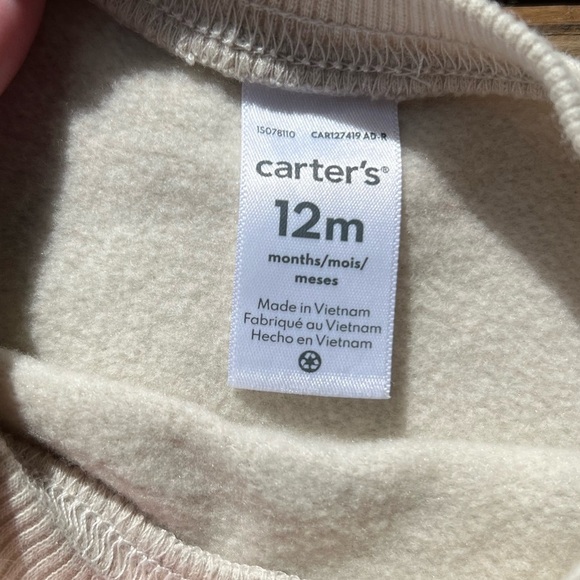 1S078110 CAR127419 AD-R
carter's®
12m
months/mois/
meses
Made in Vietnam
Fabriqué au Vietnam
Hecho en Vietnam